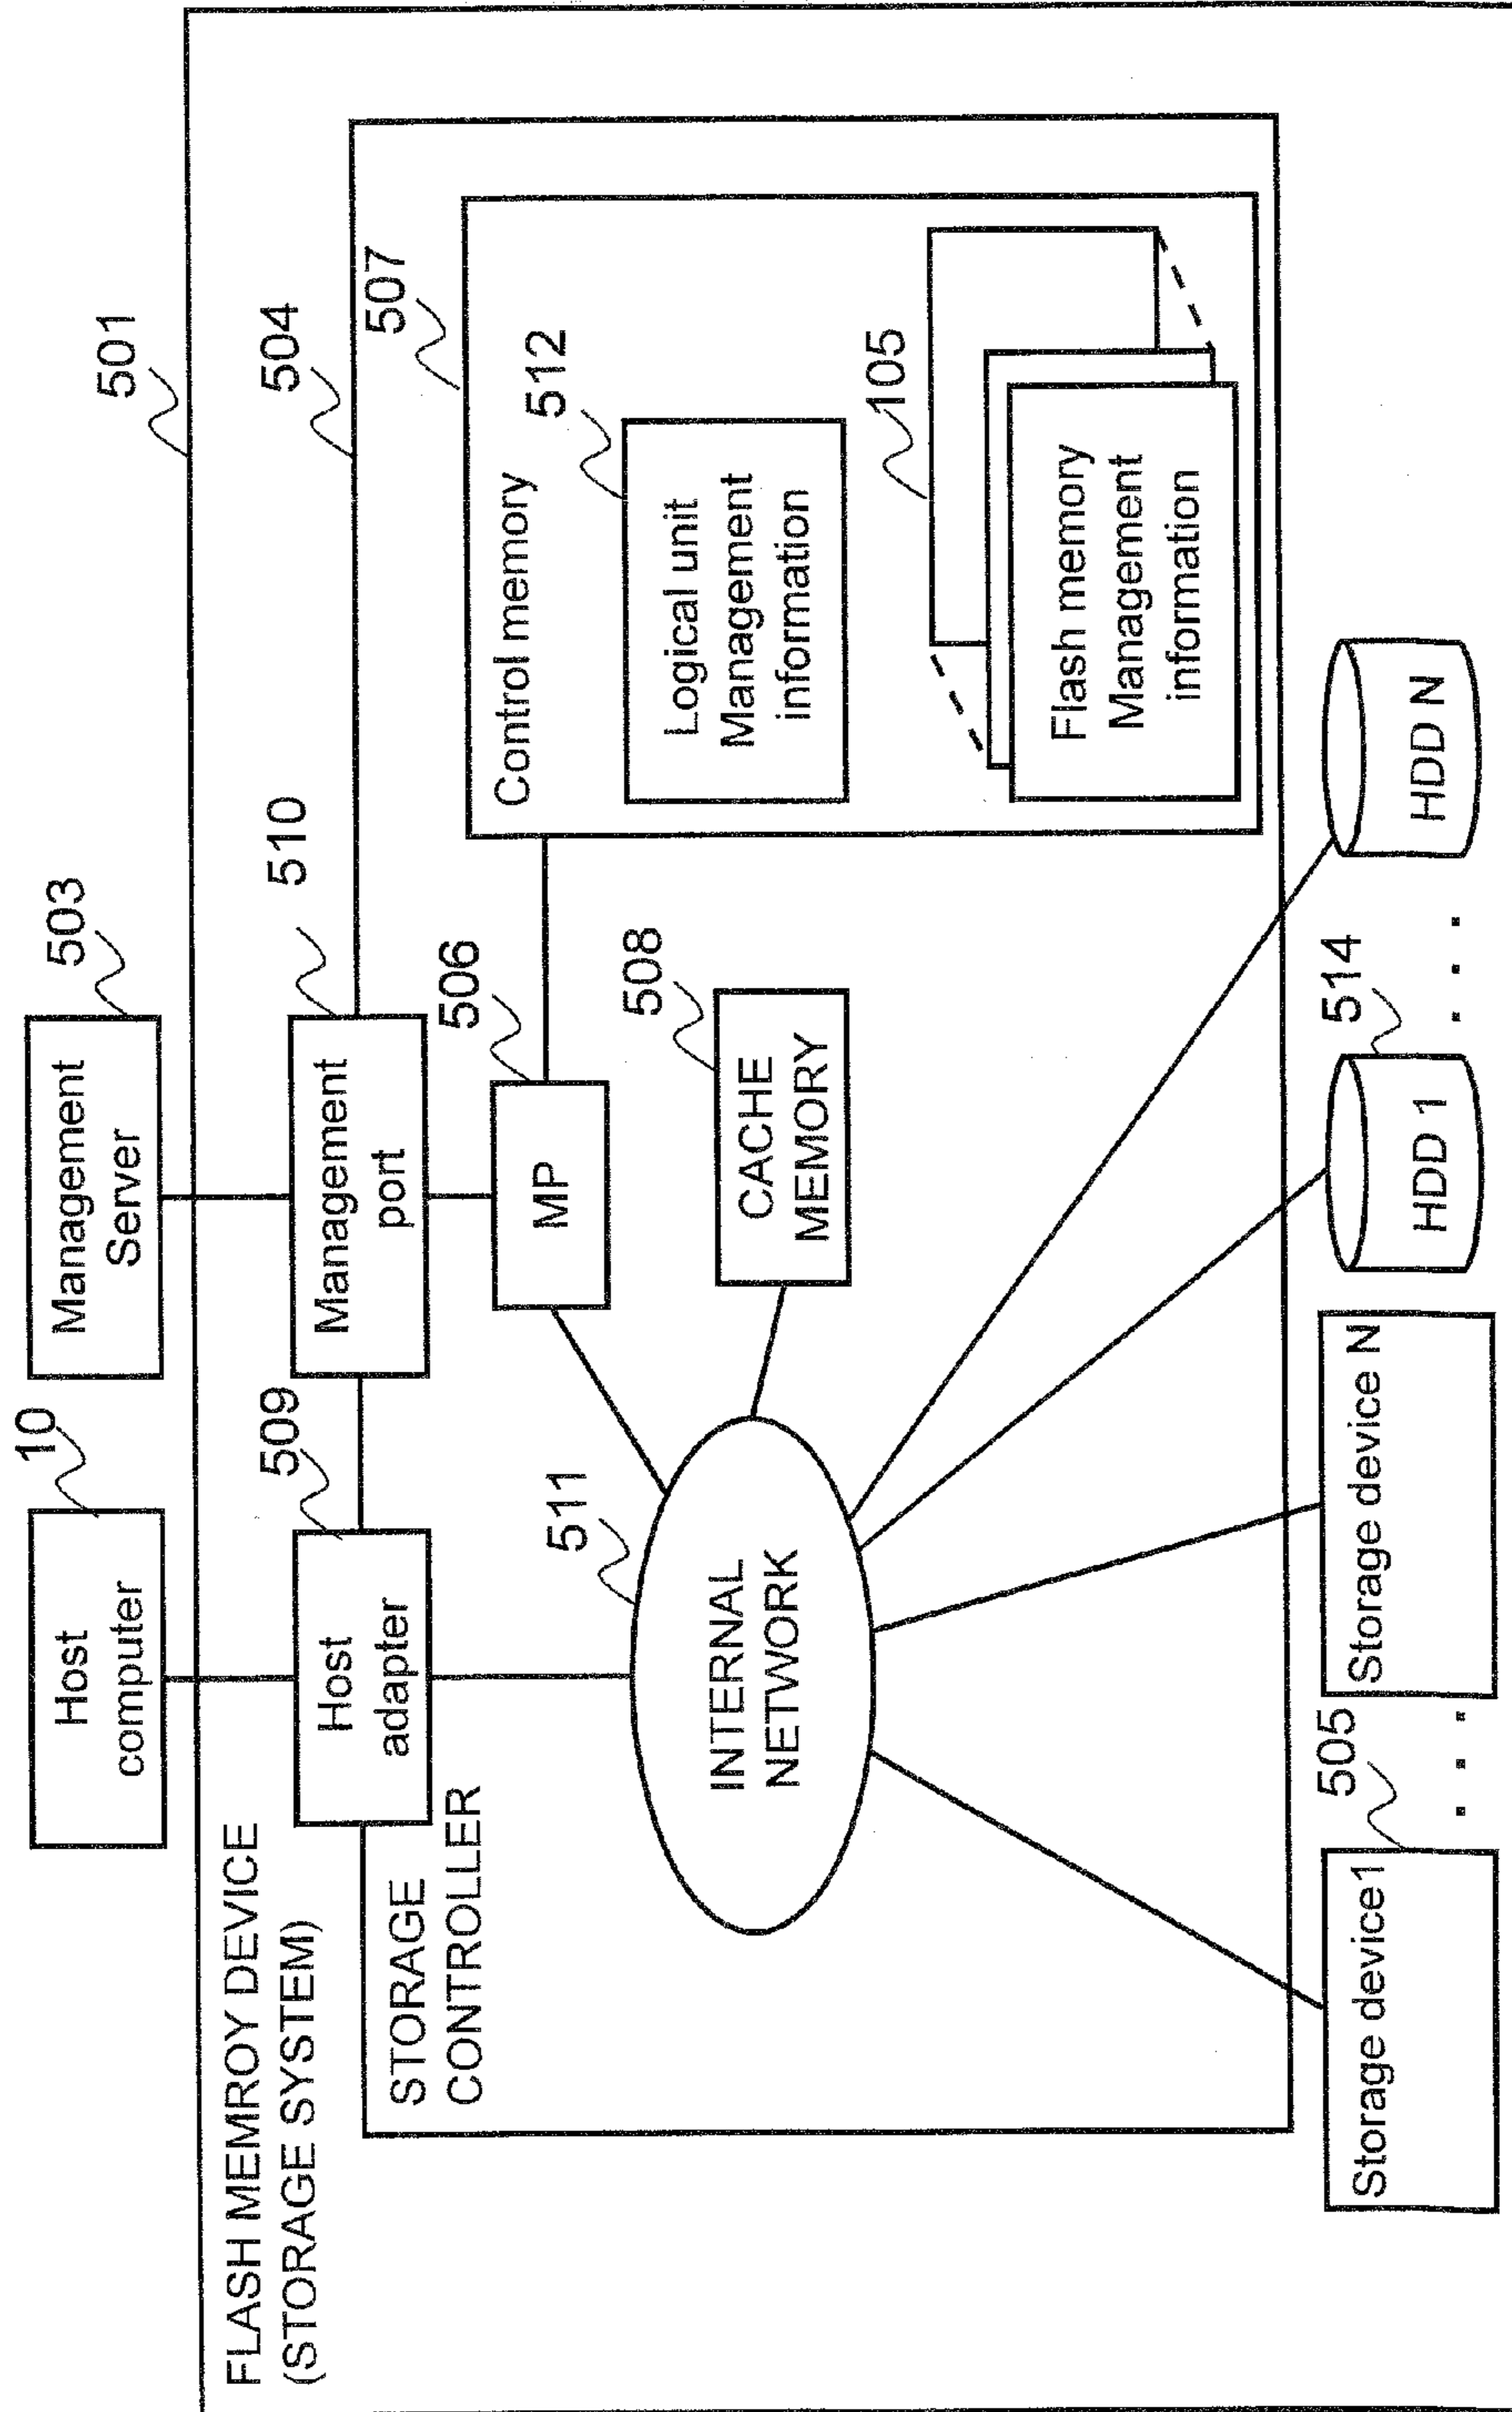 501
10
503
Host
computer
Management
Server
FLASH MEMROY DEVICE
(STORAGE SYSTEM)
509
510
504
Host
adapter
Management
port
STORAGE
CONTROLLER
506
507
MP
Control memory
511
508
512
INTERNAL
NETWORK
CACHE
MEMORY
Logical unit
Management
information
105
Flash memory
Management
information
505
514
Storage device1
. . .
Storage device N
HDD 1
. . .
HDD N